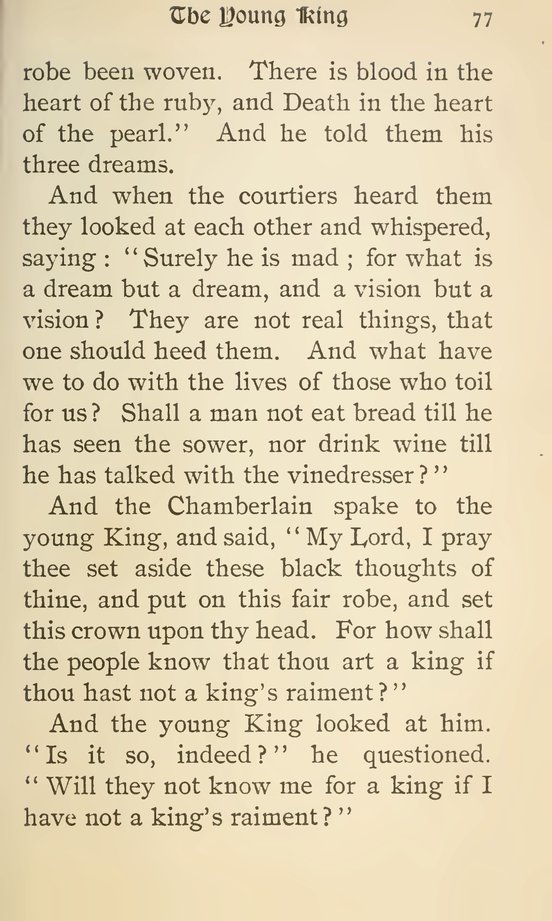 The Young King 77
robe been woven. There is blood in the
heart of the ruby, and Death in the heart
of the pearl.” And he told them his
three dreams.
And when the courtiers heard them
they looked at each other and whispered,
saying : “Surely he is mad ; for what is
a dream but a dream, and a vision but a
vision? They are not real things, that
one should heed them. And what have
we to do with the lives of those who toil
for us? Shall a man not eat bread till he
has seen the sower, nor drink wine till
he has talked with the vinedresser?”
And the Chamberlain spake to the
young King, and said, “My Lord, I pray
thee set aside these black thoughts of
thine, and put on this fair robe, and set
this crown upon thy head. For how shall
the people know that thou art a king if
thou hast not a king's raiment?”
And the young King looked at him.
“Is it so, indeed?” he questioned.
“Will they not know me for a king if I
have not a king's raiment?”